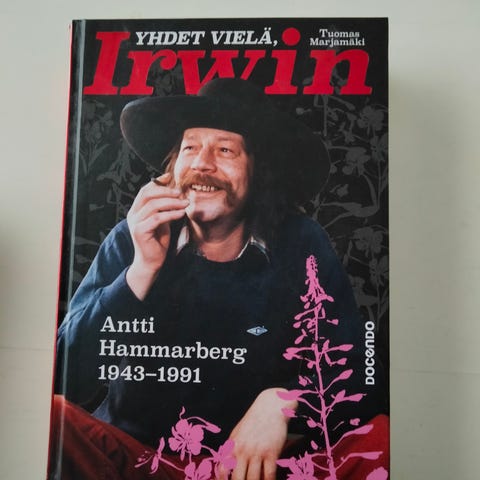 YHDET VIELÄ,
Tuomas
Marjamäki
Irwin
Antti
Hammarberg
1943–1991
DOCENDO